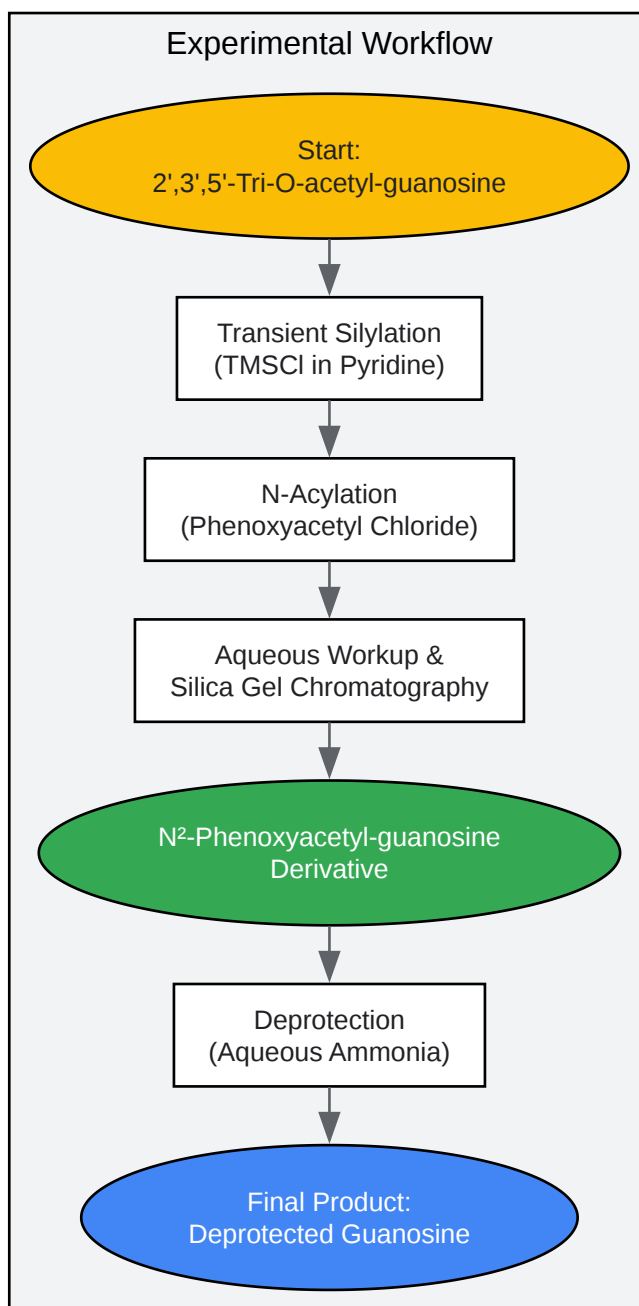 Experimental Workflow
Start:
2',3',5'-Tri-O-acetyl-guanosine
Transient Silylation
(TMSCl in Pyridine)
N-Acylation
(Phenoxyacetyl Chloride)
Aqueous Workup &
Silica Gel Chromatography
N²-Phenoxyacetyl-guanosine
Derivative
Deprotection
(Aqueous Ammonia)
Final Product:
Deprotected Guanosine